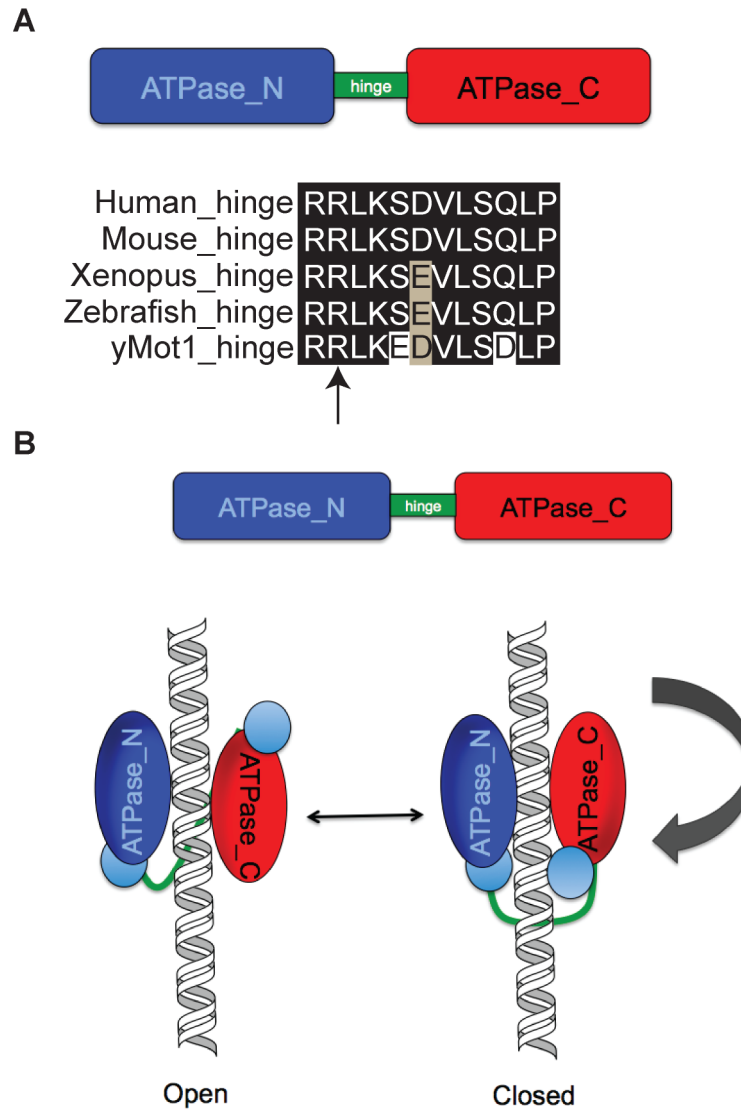 A
ATPase_N hinge ATPase_C
Human_hinge RRLKSDVLSQLP
Mouse_hinge RRLKSDVLSQLP
Xenopus_hinge RRLKSEVLSQLP
Zebrafish_hinge RRLKSEVLSQLP
yMot1_hinge RRLKEDVLSDLP
B
ATPase_N hinge ATPase_C
ATPase_N
ATPase_C
ATPase_N
ATPase_C
Open
Closed